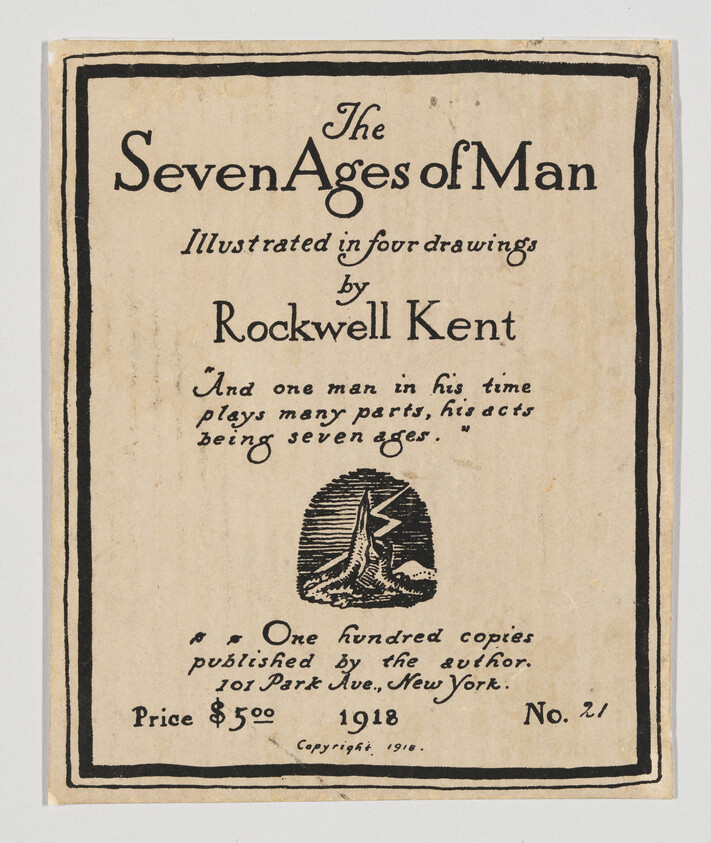 The
Seven Ages of Man
Illustrated in four drawings
by
Rockwell Kent
"And one man in his time
plays many parts, his acts
being seven ages."
One hundred copies
published by the author.
101 Park Ave., New York.
Price $5.00 1918 No. 21
Copyright, 1918.